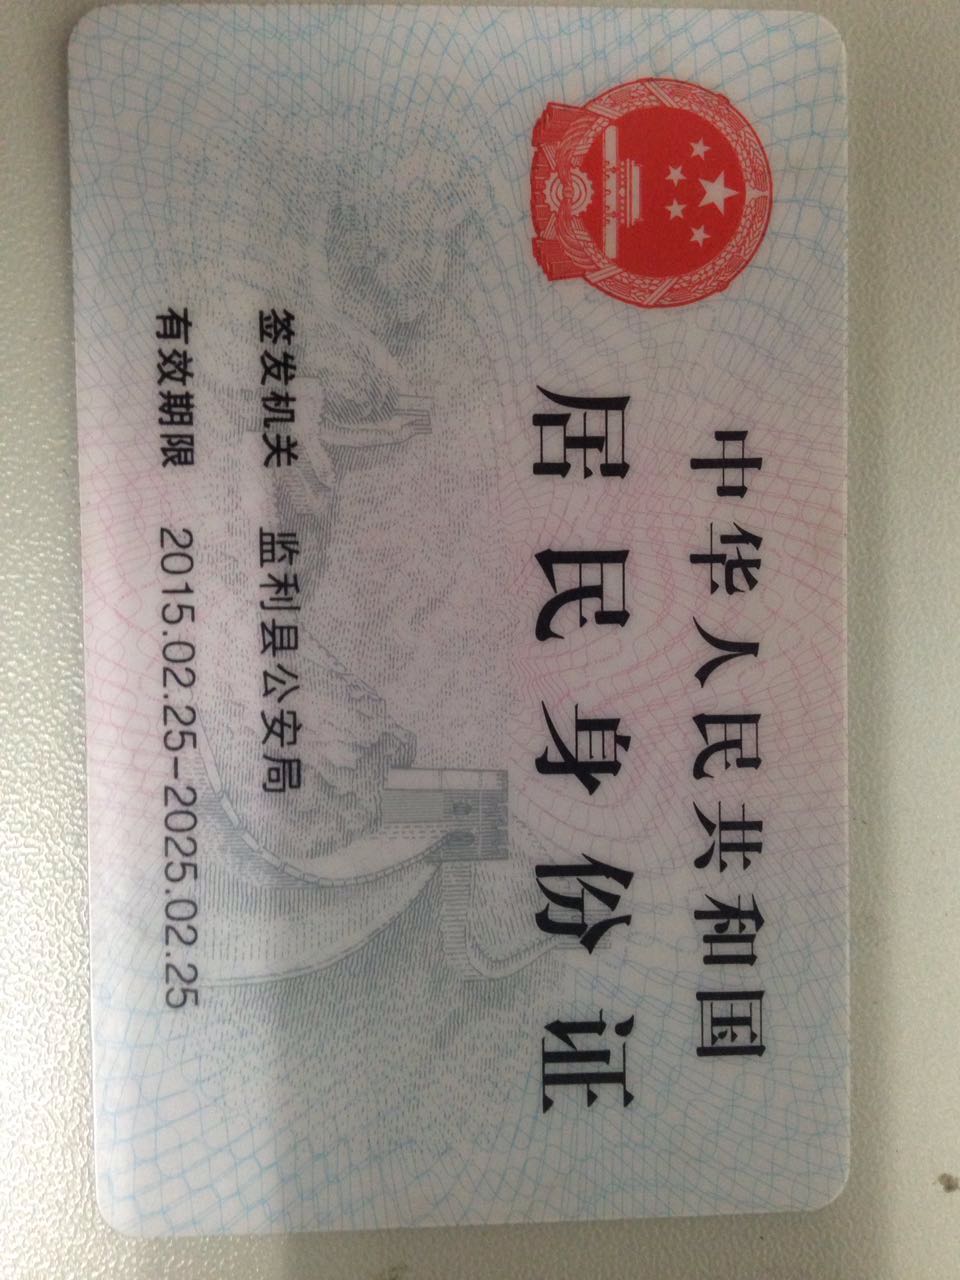 中华人民共和国
居民身份证
签发机关 监利县公安局
有效期限 2015.02.25-2025.02.25